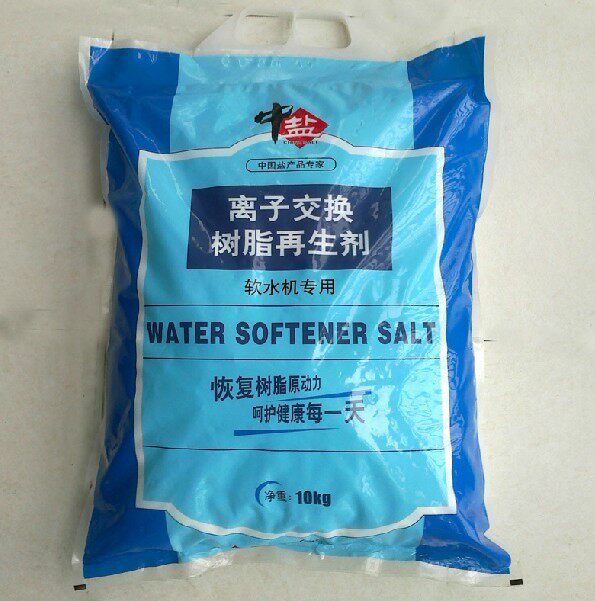 中盐
CHINA SALT
中国盐产品专家
离子交换
树脂再生剂
软水机专用
WATER SOFTENER SALT
恢复树脂原动力
呵护健康每一天
净重：10kg